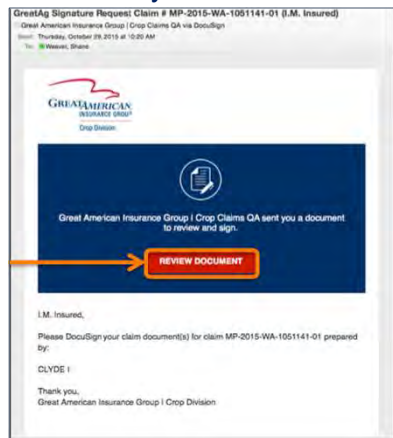 GreatAg Signature Request Claim # MP-2015-WA-1051141-01 (I.M. Insured)
Great American Insurance Group | Crop Claims QA via DocuSign
Sent: Thursday, October 29, 2015 at 10:20 AM
To: Weaver, Shane
GREATAMERICAN
INSURANCE GROUP
Crop Division
Great American Insurance Group | Crop Claims QA sent you a document
to review and sign.
REVIEW DOCUMENT
I.M. Insured,
Please DocuSign your claim document(s) for claim MP-2015-WA-1051141-01 prepared
by:
CLYDE I
Thank you,
Great American Insurance Group | Crop Division